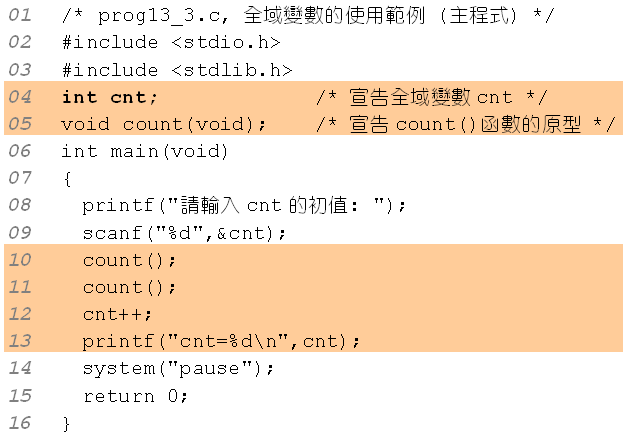 01 /* prog13_3.c, 全域變數的使用範例 (主程式) */
02 #include <stdio.h>
03 #include <stdlib.h>
04 int cnt; /* 宣告全域變數 cnt */
05 void count(void); /* 宣告 count()函數的原型 */
06 int main(void)
07 {
08 printf("請輸入 cnt 的初值: ");
09 scanf("%d",&cnt);
10 count();
11 count();
12 cnt++;
13 printf("cnt=%d\n",cnt);
14 system("pause");
15 return 0;
16 }